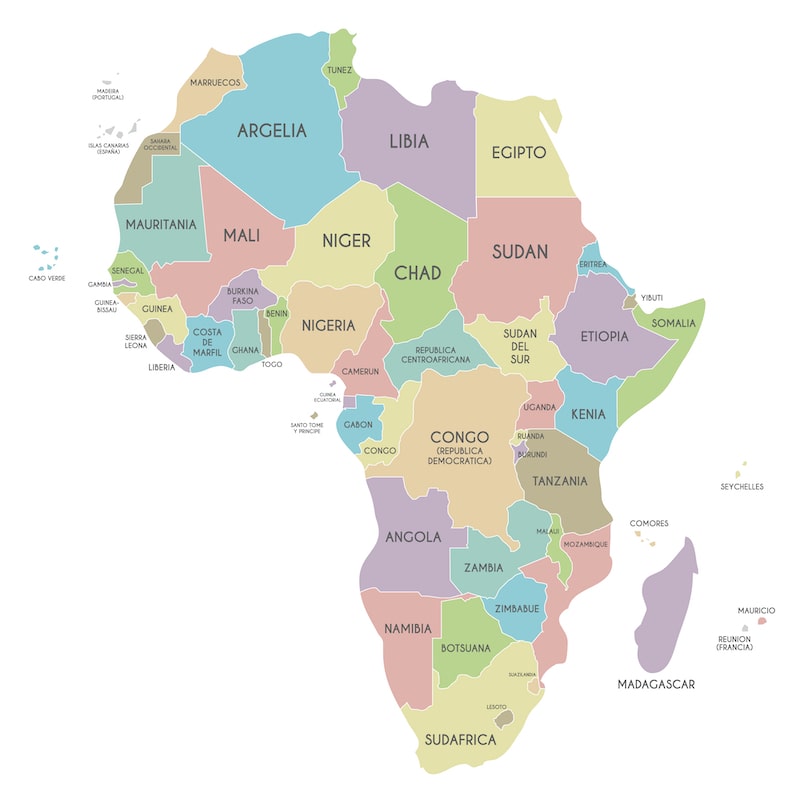 MARRUECOS
TUNEZ
MADEIRA
(PORTUGAL)
ARGELIA
LIBIA
EGIPTO
ISLAS CANARIAS
(ESPAÑA)
SAHARA
OCCIDENTAL
MAURITANIA
MALI
NIGER
CHAD
SUDAN
ERITREA
CABO VERDE
SENEGAL
GAMBIA
GUINEA-
BISSAU
GUINEA
BURKINA
FASO
BENIN
NIGERIA
YIBUTI
SOMALIA
ETIOPIA
SIERRA
LEONA
LIBERIA
COSTA
DE
MARFIL
GHANA
TOGO
CAMERUN
REPUBLICA
CENTROAFRICANA
SUDAN
DEL
SUR
GUINEA
ECUATORIAL
SANTO TOME
Y PRINCIPE
GABON
CONGO
CONGO
(REPUBLICA
DEMOCRATICA)
UGANDA
KENIA
RUANDA
BURUNDI
TANZANIA
SEYCHELLES
COMORES
ANGOLA
ZAMBIA
MALAUI
MOZAMBIQUE
ZIMBABUE
NAMIBIA
BOTSUANA
MAURICIO
REUNION
(FRANCIA)
MADAGASCAR
SUAZILANDIA
LESOTO
SUDAFRICA